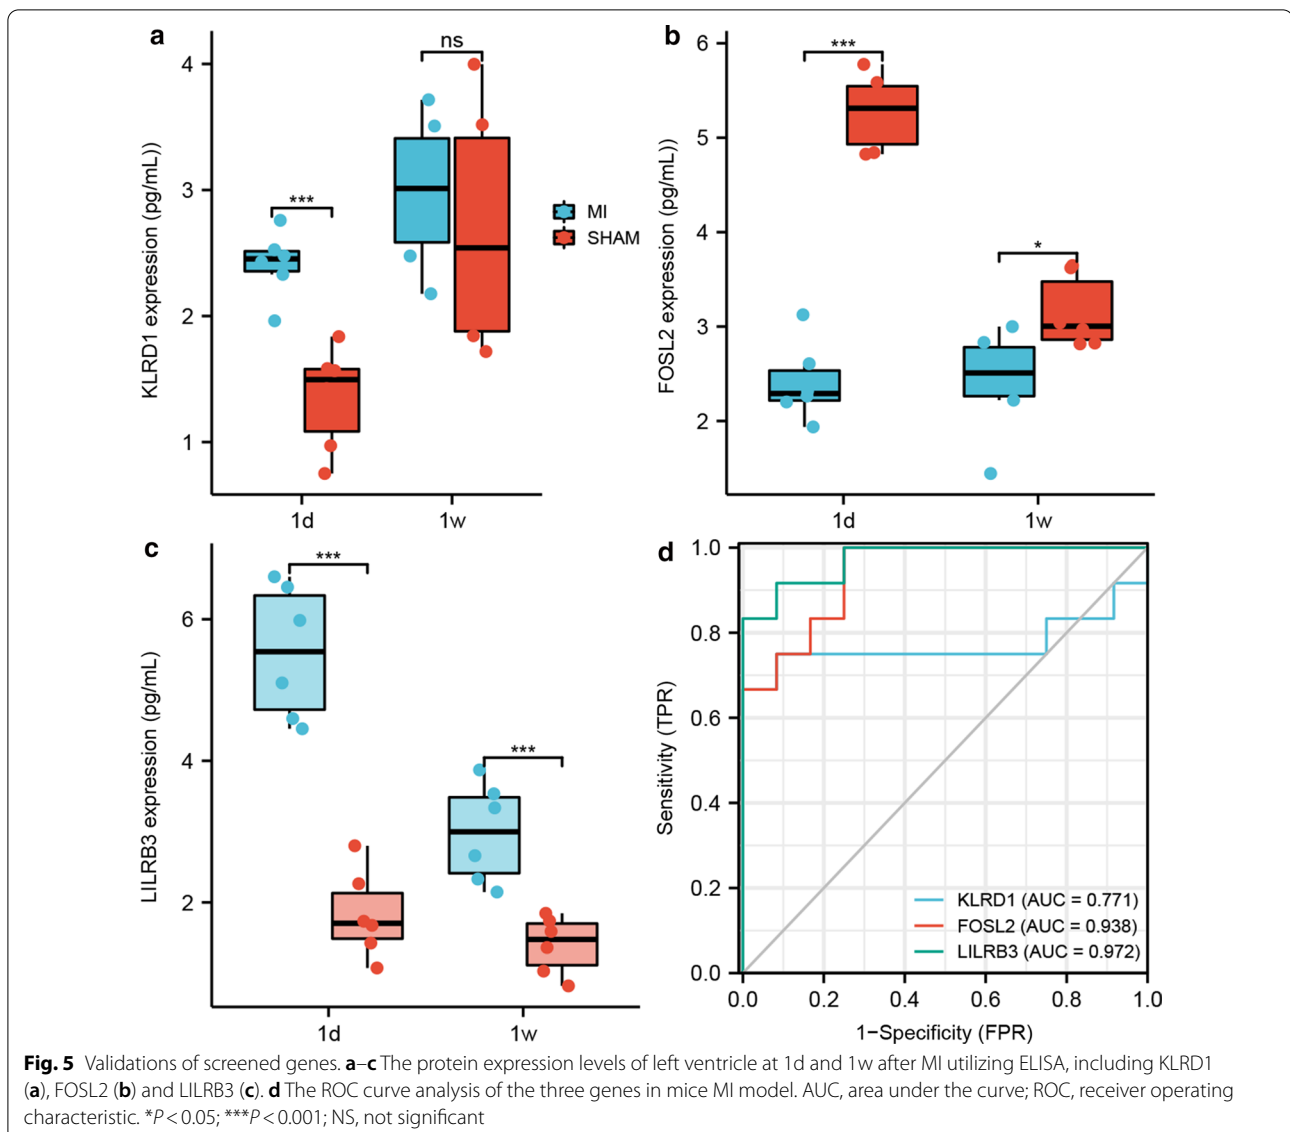 a
KLRD1 expression (pg/mL))
4
3
2
1
***
ns
1d
1w
MI
SHAM
b
FOSL2 expression (pg/mL))
6
5
4
3
2
***
*
1d
1w
c
LILRB3 expression (pg/mL)
6
4
2
***
***
1d
1w
d
Sensitivity (TPR)
1.0
0.8
0.6
0.4
0.2
0.0
KLRD1 (AUC = 0.771)
FOSL2 (AUC = 0.938)
LILRB3 (AUC = 0.972)
0.0 0.2 0.4 0.6 0.8 1.0
1−Specificity (FPR)
Fig. 5 Validations of screened genes. a–c The protein expression levels of left ventricle at 1d and 1w after MI utilizing ELISA, including KLRD1
(a), FOSL2 (b) and LILRB3 (c). d The ROC curve analysis of the three genes in mice MI model. AUC, area under the curve; ROC, receiver operating
characteristic. *P < 0.05; ***P < 0.001; NS, not significant